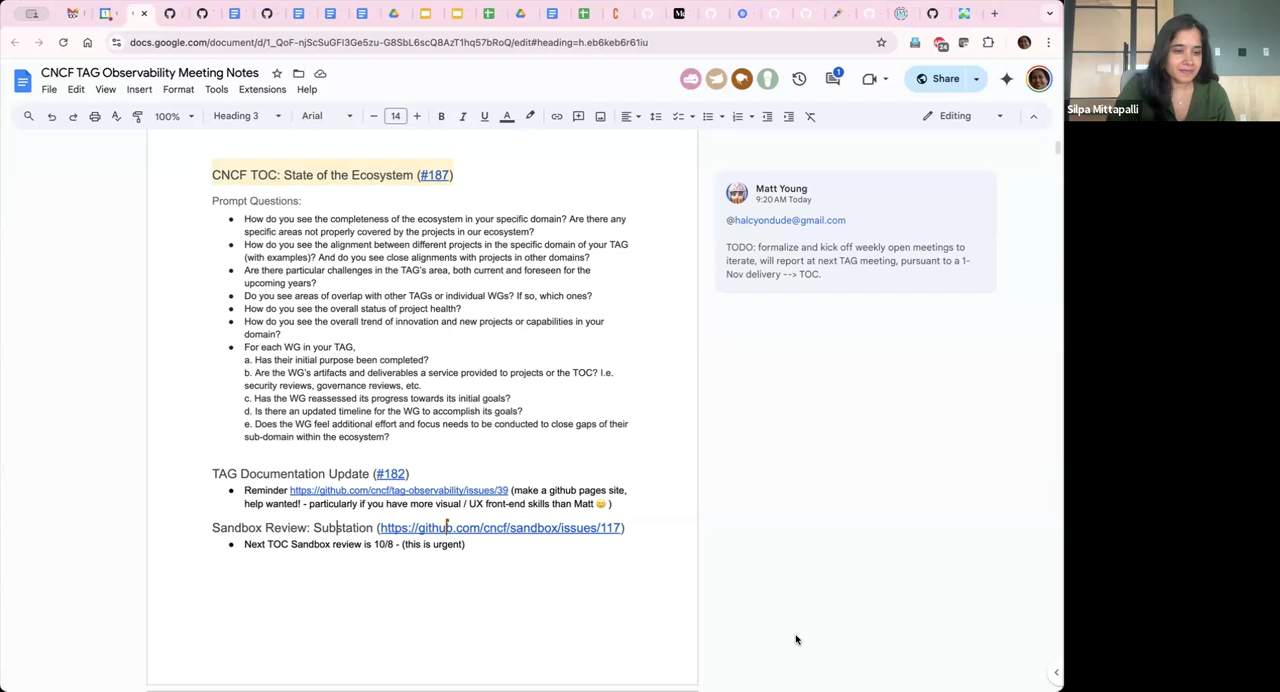 docs.google.com/document/d/1_QoF-njScSuGFI3Ge5zu-G8SbL6scQ8AzT1hq57bRoQ/edit#heading=h.eb6keb6r61iu
24
CNCF TAG Observability Meeting Notes
File Edit View Insert Format Tools Extensions Help
1
Share
100% Heading 3 Arial 14 B I U A Editing
Silpa Mittapalli
CNCF TOC: State of the Ecosystem (#187)
Prompt Questions:
How do you see the completeness of the ecosystem in your specific domain? Are there any
specific areas not properly covered by the projects in our ecosystem?
How do you see the alignment between different projects in the specific domain of your TAG
(with examples)? And do you see close alignments with projects in other domains?
Are there particular challenges in the TAG's area, both current and foreseen for the
upcoming years?
Do you see areas of overlap with other TAGs or individual WGs? If so, which ones?
How do you see the overall status of project health?
How do you see the overall trend of innovation and new projects or capabilities in your
domain?
For each WG in your TAG,
a. Has their initial purpose been completed?
b. Are the WG's artifacts and deliverables a service provided to projects or the TOC? I.e.
security reviews, governance reviews, etc.
c. Has the WG reassessed its progress towards its initial goals?
d. Is there an updated timeline for the WG to accomplish its goals?
e. Does the WG feel additional effort and focus needs to be conducted to close gaps of their
sub-domain within the ecosystem?
TAG Documentation Update (#182)
Reminder https://github.com/cncf/tag-observability/issues/39 (make a github pages site,
help wanted! - particularly if you have more visual / UX front-end skills than Matt 🙂 )
Sandbox Review: Substation (https://github.com/cncf/sandbox/issues/117)
Next TOC Sandbox review is 10/8 - (this is urgent)
Matt Young
9:20 AM Today
@halcyondude@gmail.com
TODO: formalize and kick off weekly open meetings to
iterate, will report at next TAG meeting, pursuant to a 1-
Nov delivery --> TOC.